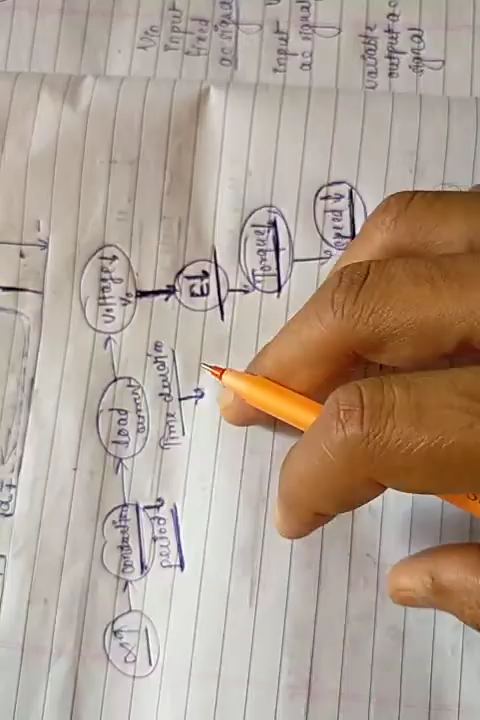 Vin
input
fixed
ac signal
input
ac signal
variable
output ac
signal
α↑
conduction
period↓
Load
current
Time duration
↓
Voltage↓
V₀
E↓
Torque↓
speed↓